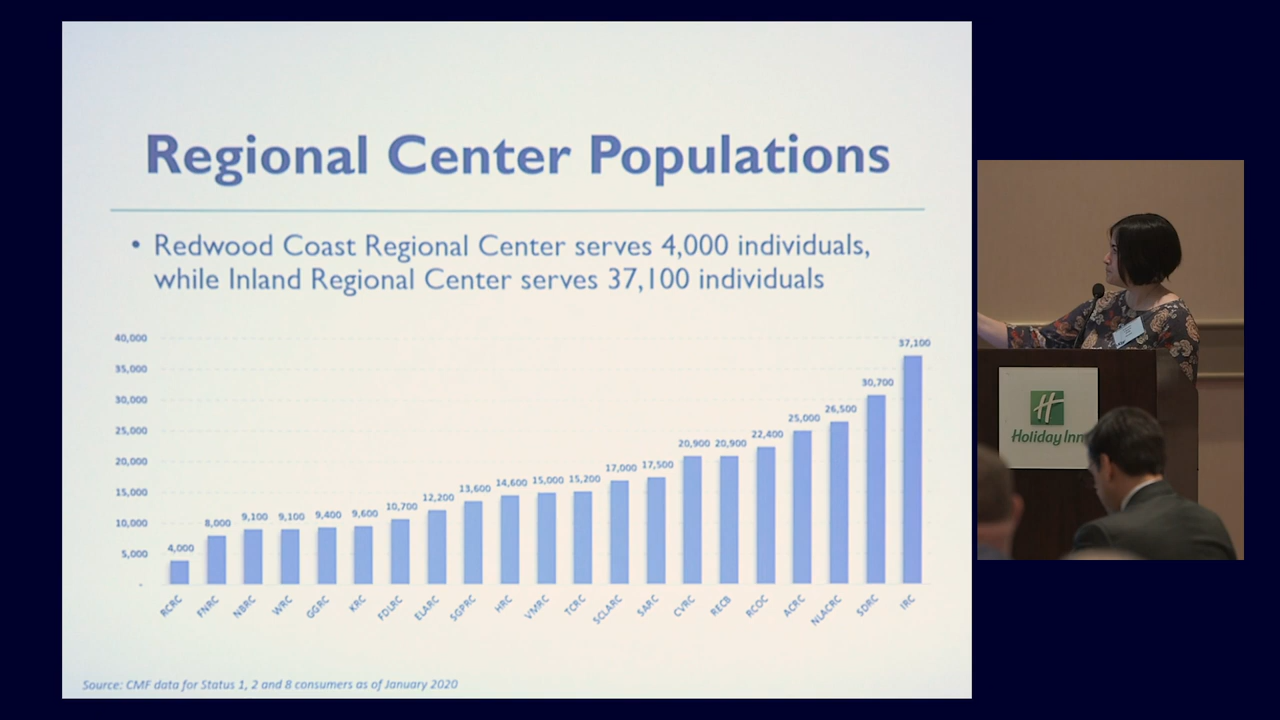 Regional Center Populations
• Redwood Coast Regional Center serves 4,000 individuals,
while Inland Regional Center serves 37,100 individuals
40,000
35,000
30,000
25,000
20,000
15,000
10,000
5,000
-
4,000
8,000
9,100
9,100
9,400
9,600
10,700
12,200
13,600
14,600
15,000
15,200
17,000
17,500
20,900
20,900
22,400
25,000
26,500
30,700
37,100
RCRC
FNRC
NBRC
WRC
GGRC
KRC
FDLRC
ELARC
SGPRC
HRC
VMRC
TCRC
SCLARC
SARC
CVRC
RECB
RCOC
ACRC
NLACRC
SDRC
IRC
Source: CMF data for Status 1, 2 and 8 consumers as of January 2020
H
Holiday Inn